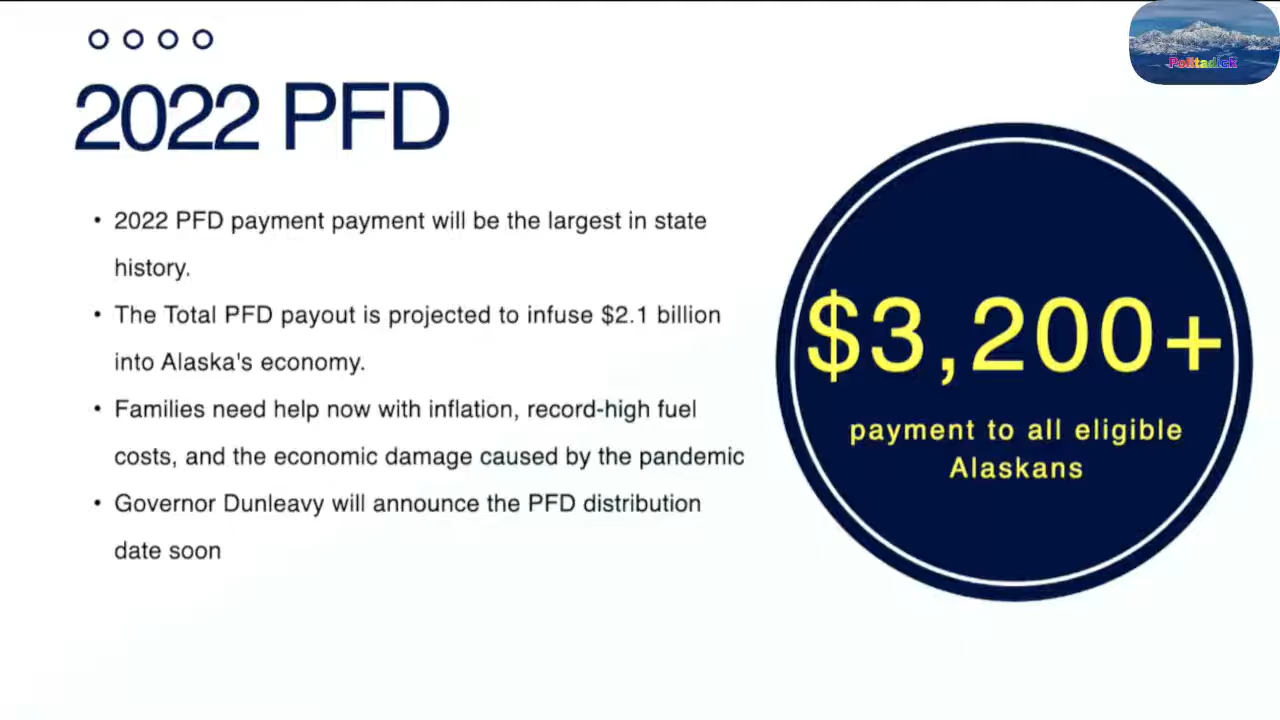 Politadick
2022 PFD
• 2022 PFD payment payment will be the largest in state
history.
• The Total PFD payout is projected to infuse $2.1 billion
into Alaska's economy.
• Families need help now with inflation, record-high fuel
costs, and the economic damage caused by the pandemic
• Governor Dunleavy will announce the PFD distribution
date soon
$3,200+
payment to all eligible
Alaskans